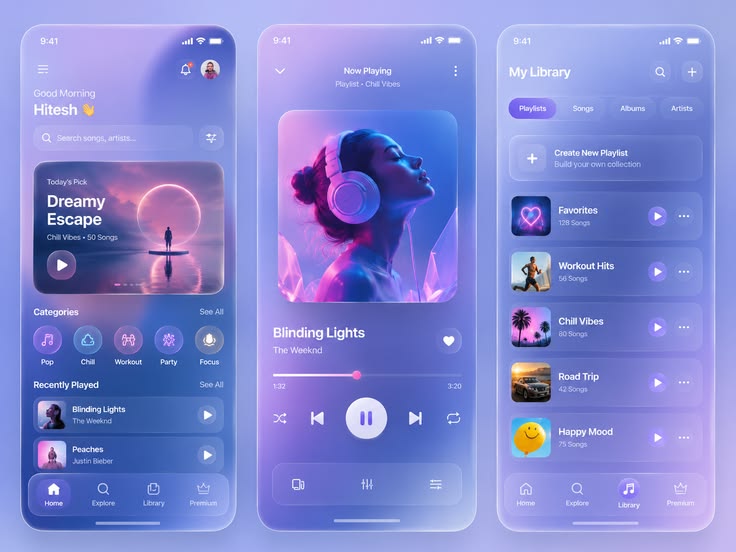 9:41
Good Morning
Hitesh 👋
Search songs, artists...
Today's Pick
Dreamy
Escape
Chill Vibes • 50 Songs
Categories
See All
Pop
Chill
Workout
Party
Focus
Recently Played
See All
Blinding Lights
The Weeknd
Peaches
Justin Bieber
Home
Explore
Library
Premium
9:41
Now Playing
Playlist • Chill Vibes
Blinding Lights
The Weeknd
1:32
3:20
9:41
My Library
Playlists
Songs
Albums
Artists
Create New Playlist
Build your own collection
Favorites
128 Songs
Workout Hits
56 Songs
Chill Vibes
80 Songs
Road Trip
42 Songs
Happy Mood
75 Songs
Home
Explore
Library
Premium